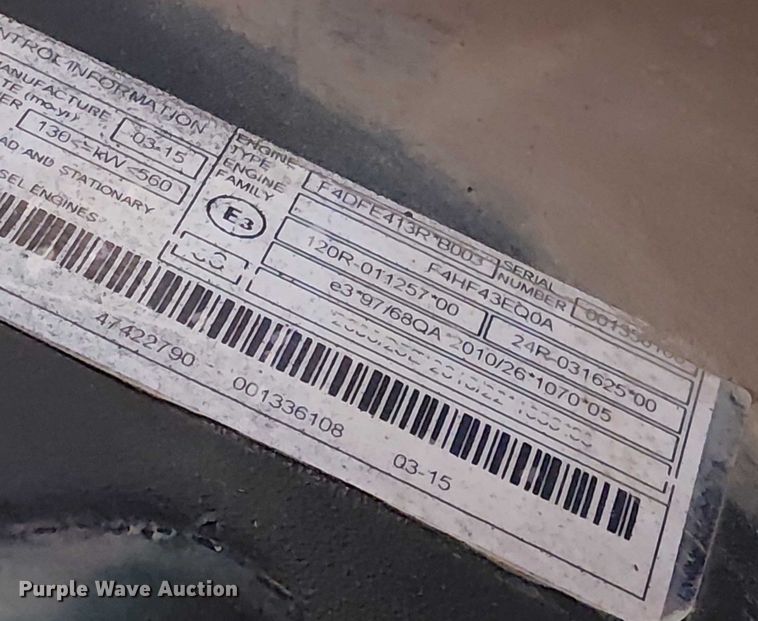 NTROL INFORMATION
MANUFACTURE
TE (mo-yr) 03-15
ER 130<=kW<560
AD AND STATIONARY
SEL ENGINES
ENGINE TYPE F4DFE413R*B003 SERIAL NUMBER
ENGINE FAMILY F4HF43EQ0A
E3 120R-011257*00 24R-031625*00
e3*97/68QA*2010/26*1070*05
47422790 001336108 03-15
Purple Wave Auction